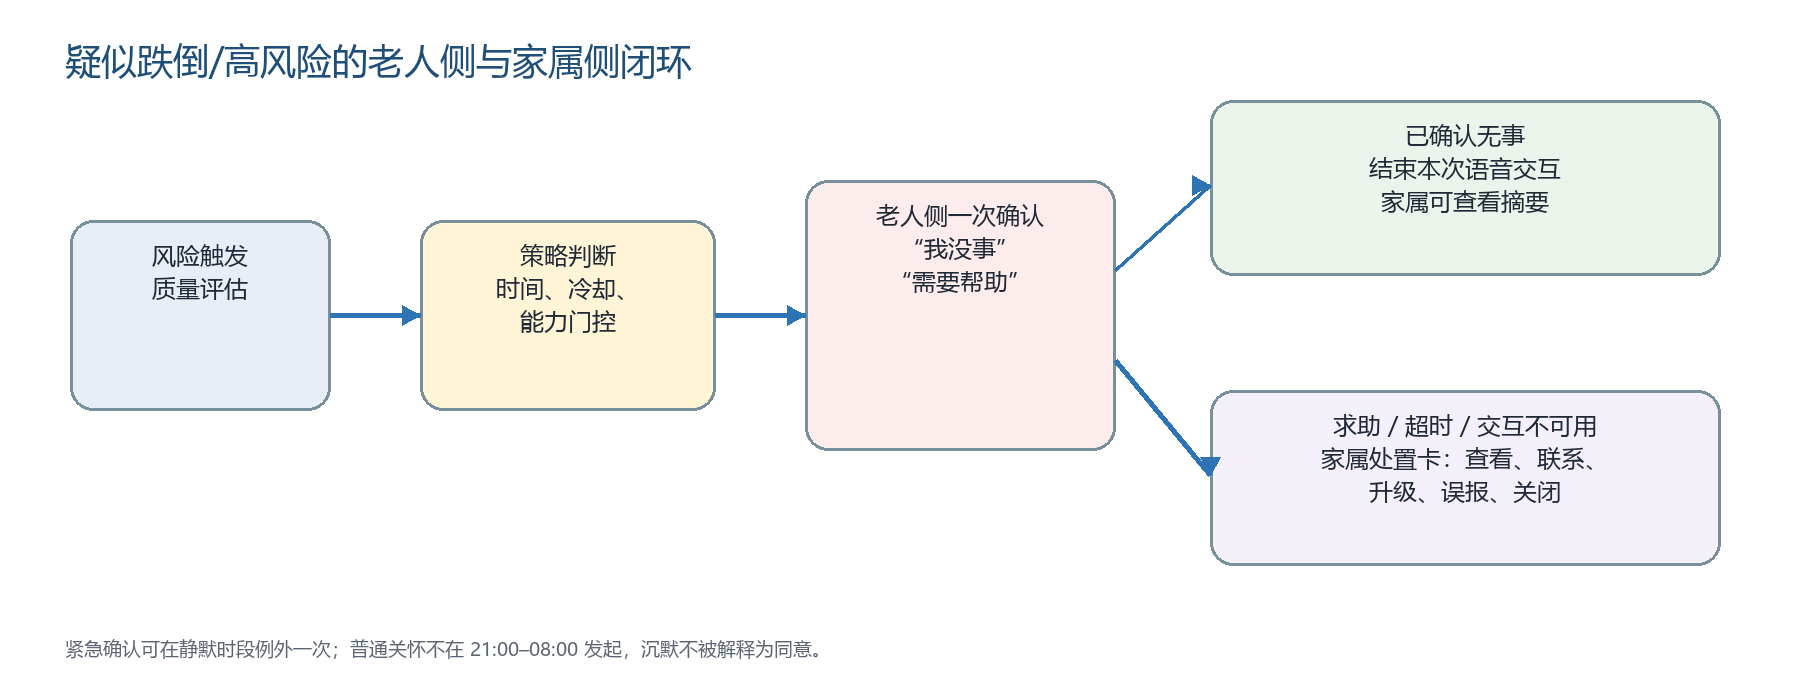 疑似跌倒/高风险的老人侧与家属侧闭环
风险触发
质量评估
策略判断
时间、冷却、
能力门控
老人侧一次确认
“我没事”
“需要帮助”
已确认无事
结束本次语音交互
家属可查看摘要
求助 / 超时 / 交互不可用
家属处置卡：查看、联系、
升级、误报、关闭
紧急确认可在静默时段例外一次；普通关怀不在 21:00–08:00 发起，沉默不被解释为同意。